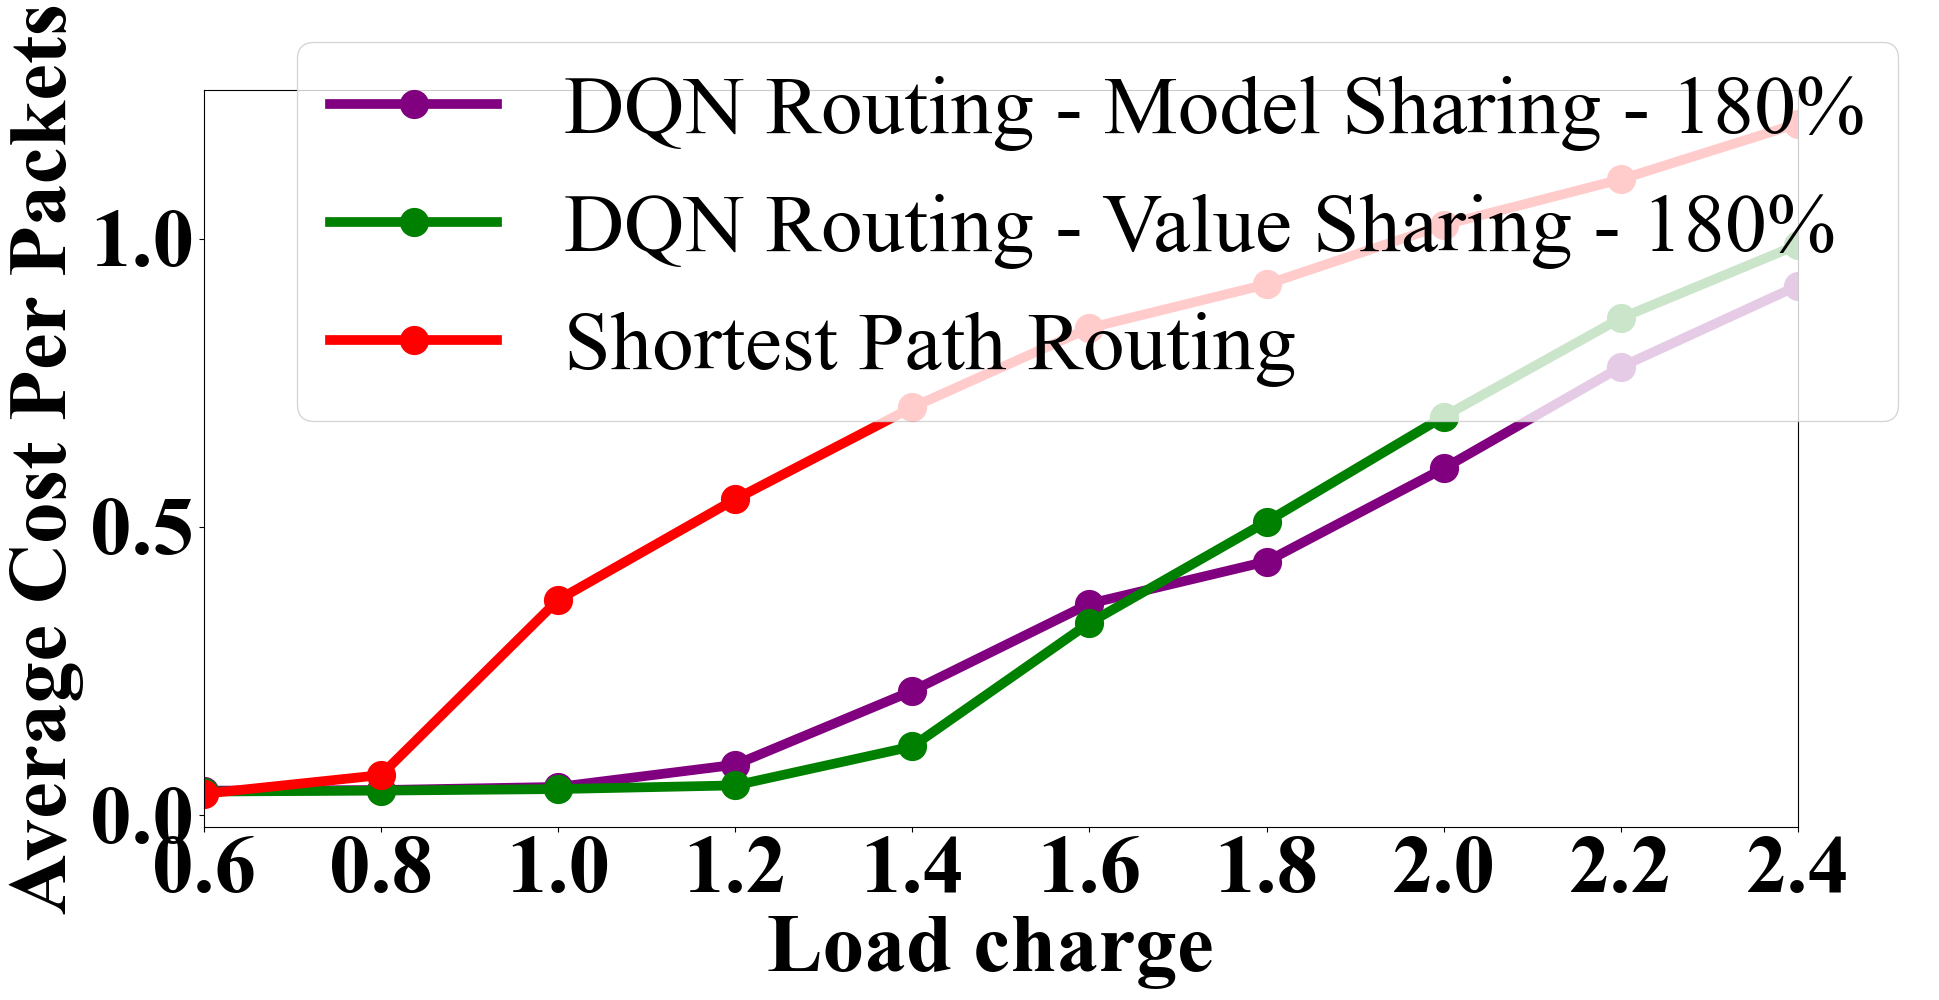 Average Cost Per Packets
DQN Routing - Model Sharing - 180%
DQN Routing - Value Sharing - 180%
Shortest Path Routing
1.0
0.5
0.0
0.6 0.8 1.0 1.2 1.4 1.6 1.8 2.0 2.2 2.4
Load charge